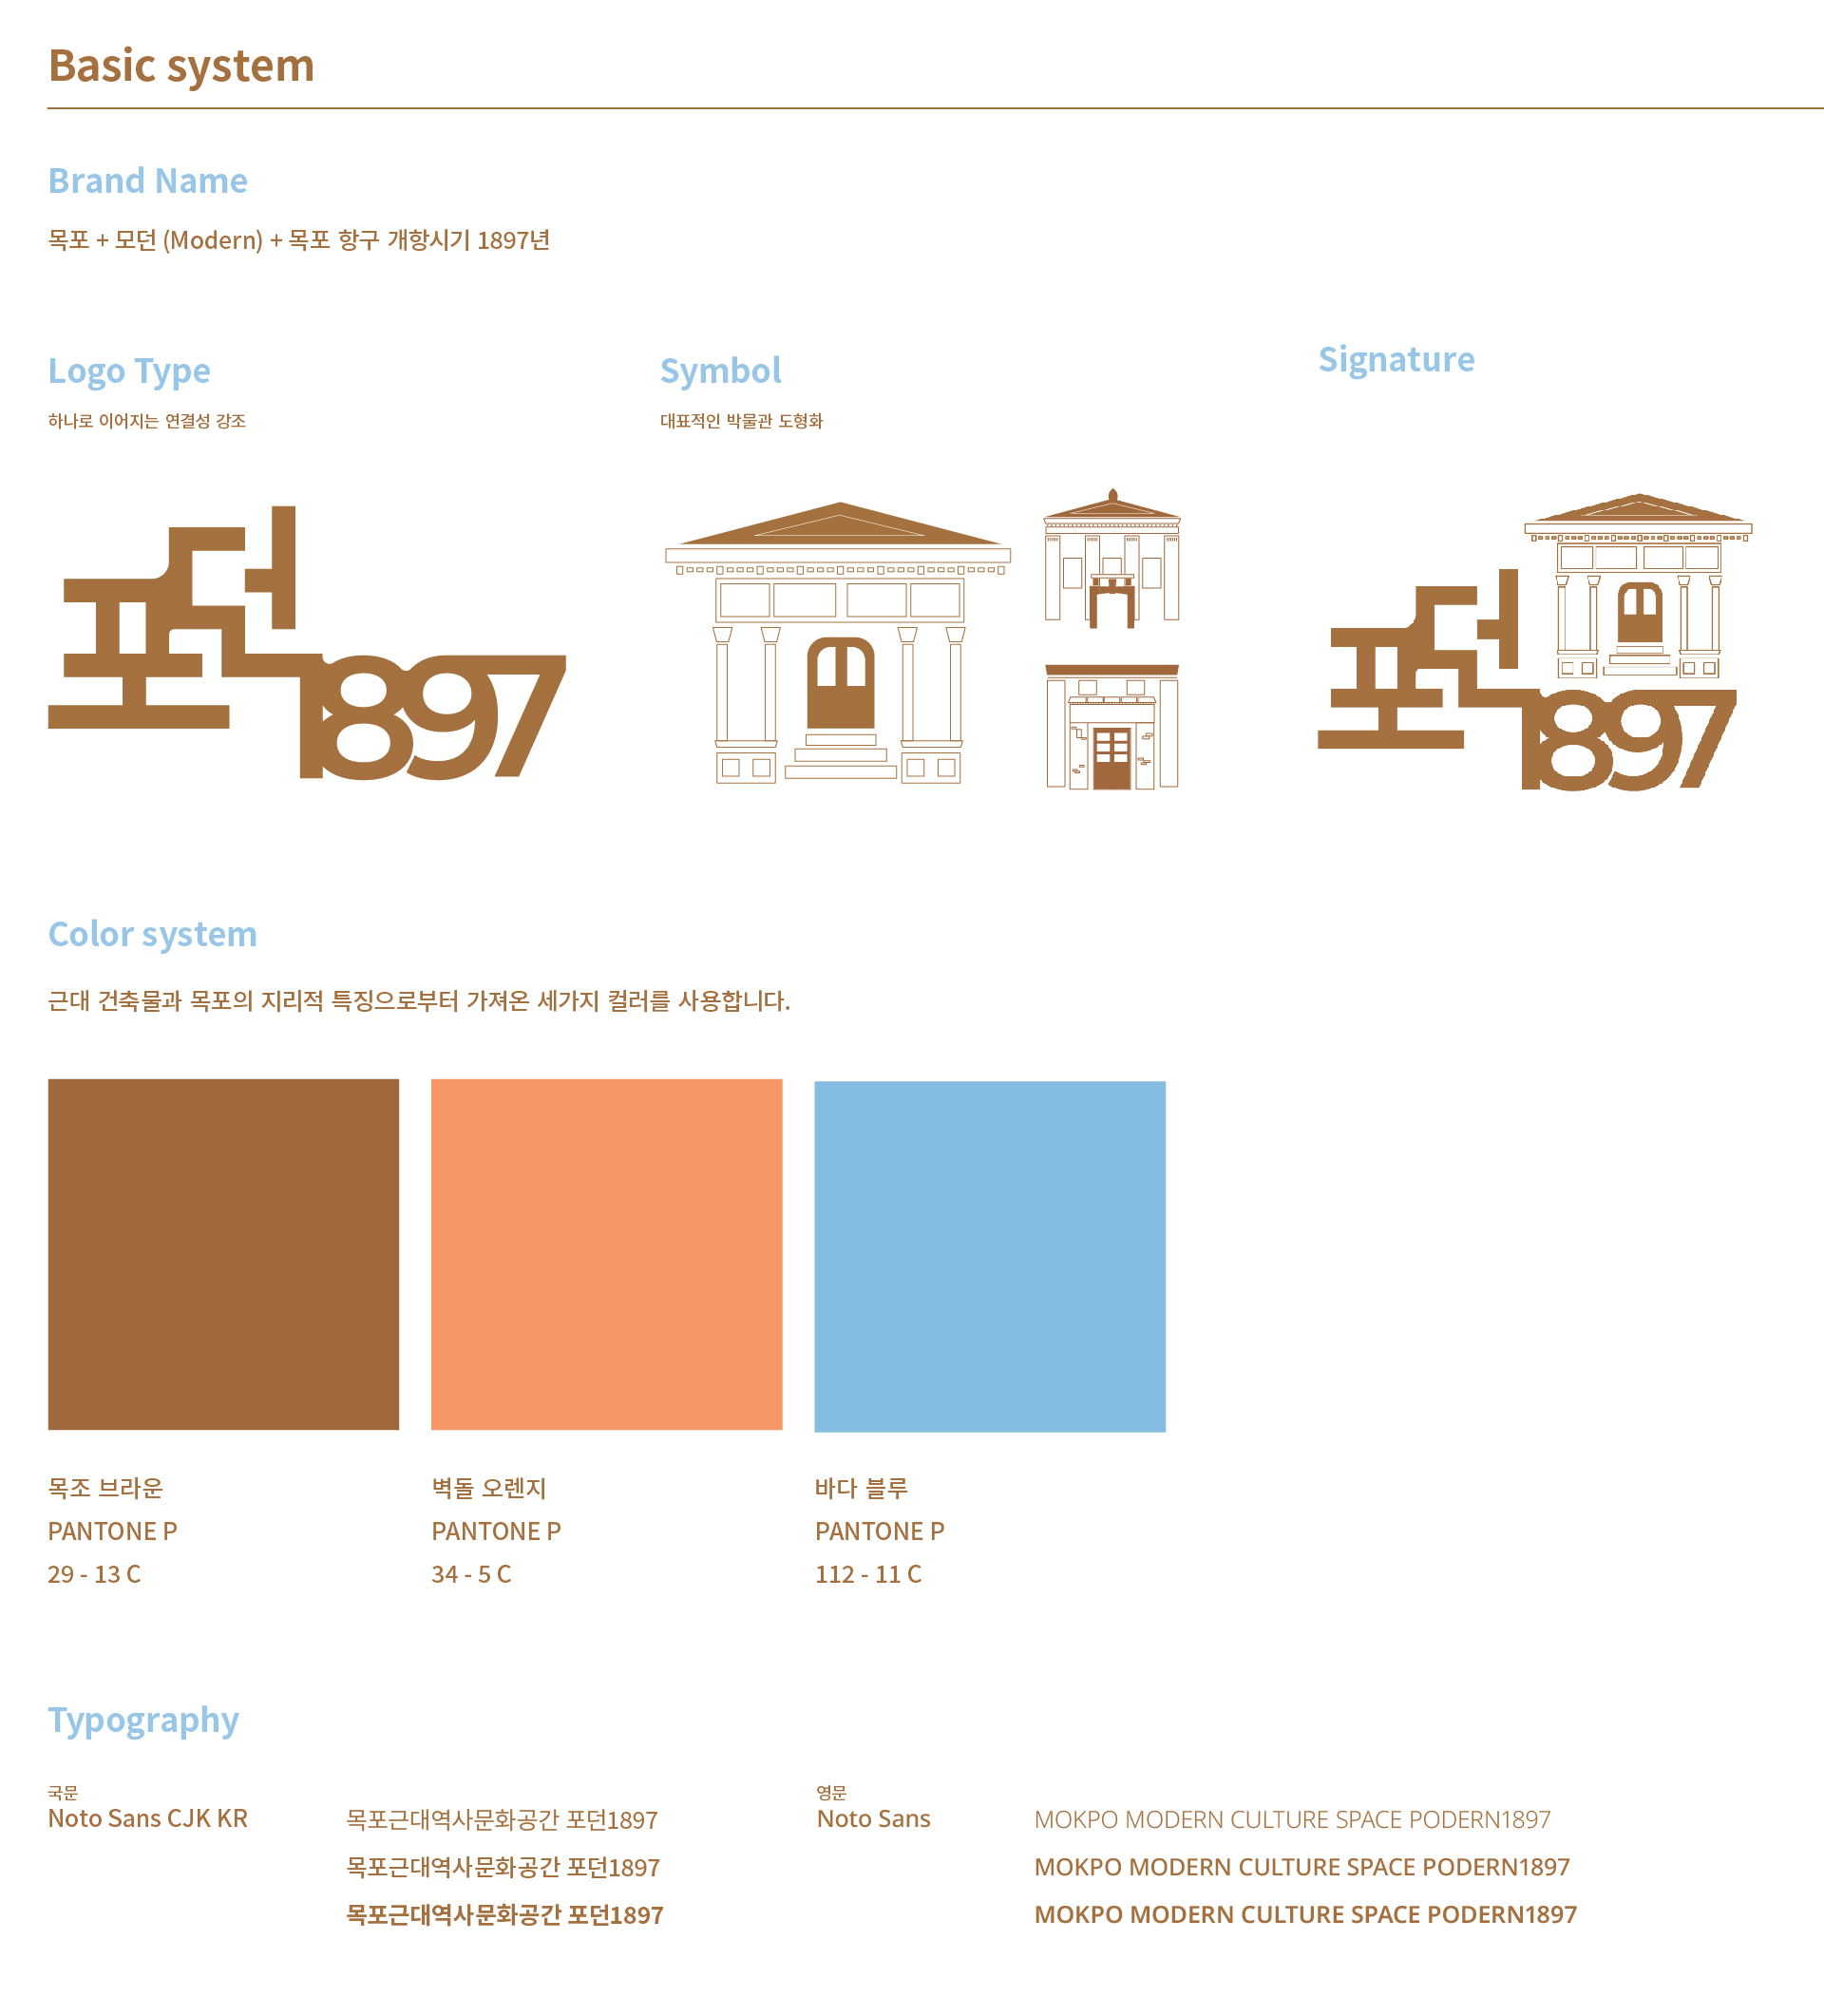 Basic system
Brand Name
목포 + 모던 (Modern) + 목포 항구 개항시기 1897년
Logo Type
하나로 이어지는 연결성 강조
포던1897
Symbol
대표적인 박물관 도형화
Signature
포던1897
Color system
근대 건축물과 목포의 지리적 특징으로부터 가져온 세가지 컬러를 사용합니다.
목조 브라운
PANTONE P
29 - 13 C
벽돌 오렌지
PANTONE P
34 - 5 C
바다 블루
PANTONE P
112 - 11 C
Typography
국문
Noto Sans CJK KR
목포근대역사문화공간 포던1897
목포근대역사문화공간 포던1897
목포근대역사문화공간 포던1897
영문
Noto Sans
MOKPO MODERN CULTURE SPACE PODERN1897
MOKPO MODERN CULTURE SPACE PODERN1897
MOKPO MODERN CULTURE SPACE PODERN1897